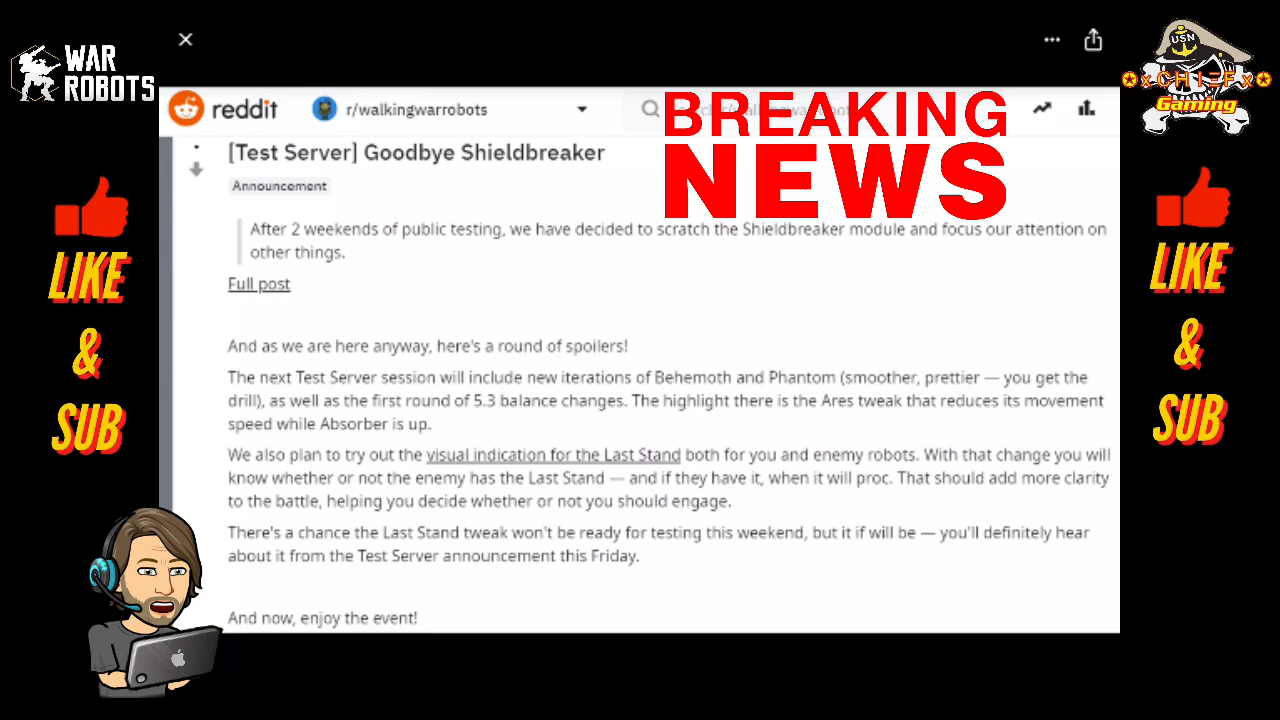 WAR
ROBOTS
USN
xCHIEFx
Gaming
reddit
r/walkingwarrobots
BREAKING
NEWS
[Test Server] Goodbye Shieldbreaker
Announcement
After 2 weekends of public testing, we have decided to scratch the Shieldbreaker module and focus our attention on
other things.
Full post
And as we are here anyway, here's a round of spoilers!
The next Test Server session will include new iterations of Behemoth and Phantom (smoother, prettier — you get the
drill), as well as the first round of 5.3 balance changes. The highlight there is the Ares tweak that reduces its movement
speed while Absorber is up.
We also plan to try out the visual indication for the Last Stand both for you and enemy robots. With that change you will
know whether or not the enemy has the Last Stand — and if they have it, when it will proc. That should add more clarity
to the battle, helping you decide whether or not you should engage.
There's a chance the Last Stand tweak won't be ready for testing this weekend, but it if will be — you'll definitely hear
about it from the Test Server announcement this Friday.
And now, enjoy the event!
LIKE
&
SUB
LIKE
&
SUB